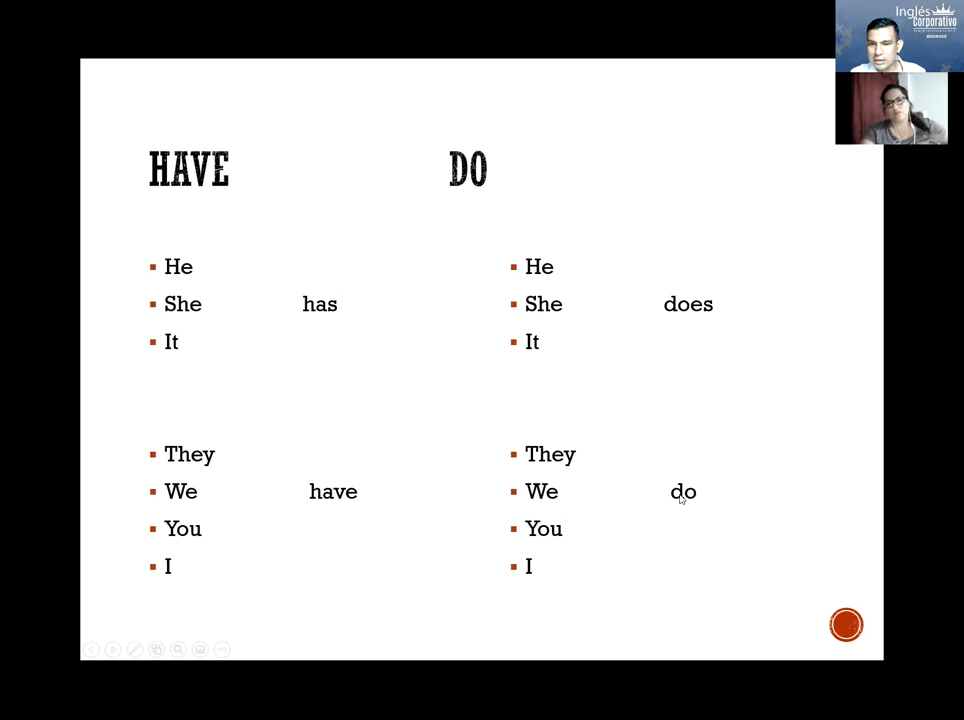 Inglés
Corporativo
BEGINNER
HAVE
DO
He
She has
It
They
We have
You
I
He
She does
It
They
We do
You
I